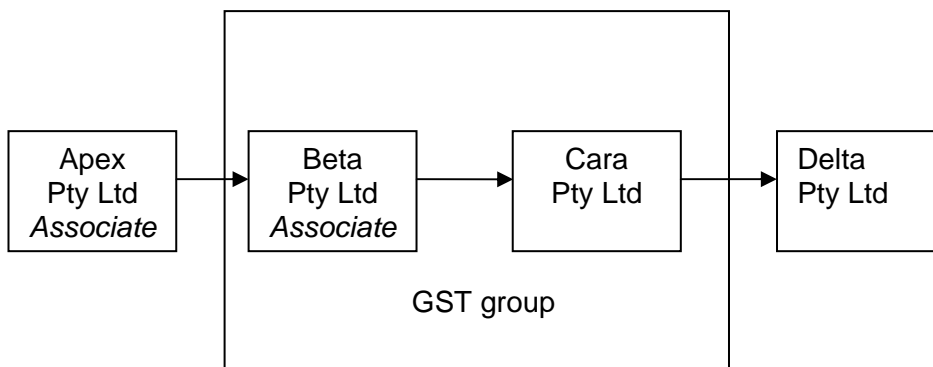 Apex
Pty Ltd
Associate
Beta
Pty Ltd
Associate
Cara
Pty Ltd
Delta
Pty Ltd
GST group